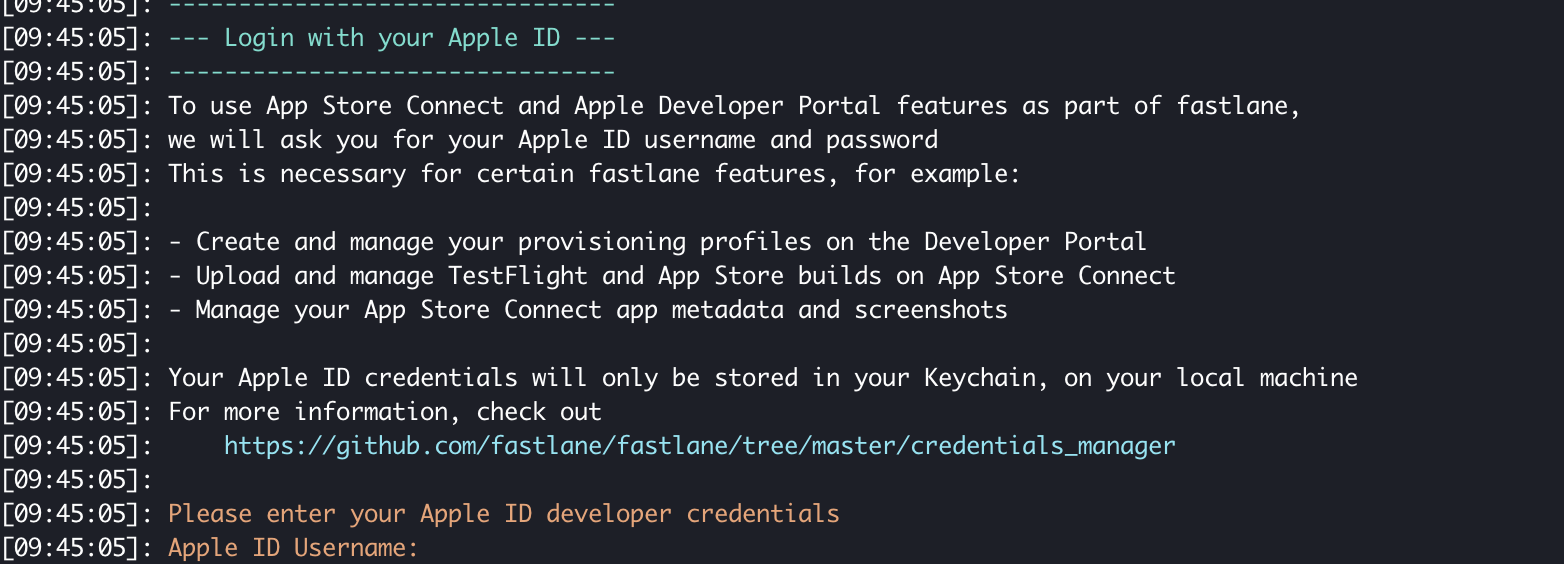 [09:45:05]: --------------------------------
[09:45:05]: --- Login with your Apple ID ---
[09:45:05]: --------------------------------
[09:45:05]: To use App Store Connect and Apple Developer Portal features as part of fastlane,
[09:45:05]: we will ask you for your Apple ID username and password
[09:45:05]: This is necessary for certain fastlane features, for example:
[09:45:05]:
[09:45:05]: - Create and manage your provisioning profiles on the Developer Portal
[09:45:05]: - Upload and manage TestFlight and App Store builds on App Store Connect
[09:45:05]: - Manage your App Store Connect app metadata and screenshots
[09:45:05]:
[09:45:05]: Your Apple ID credentials will only be stored in your Keychain, on your local machine
[09:45:05]: For more information, check out
[09:45:05]:     https://github.com/fastlane/fastlane/tree/master/credentials_manager
[09:45:05]:
[09:45:05]: Please enter your Apple ID developer credentials
[09:45:05]: Apple ID Username: